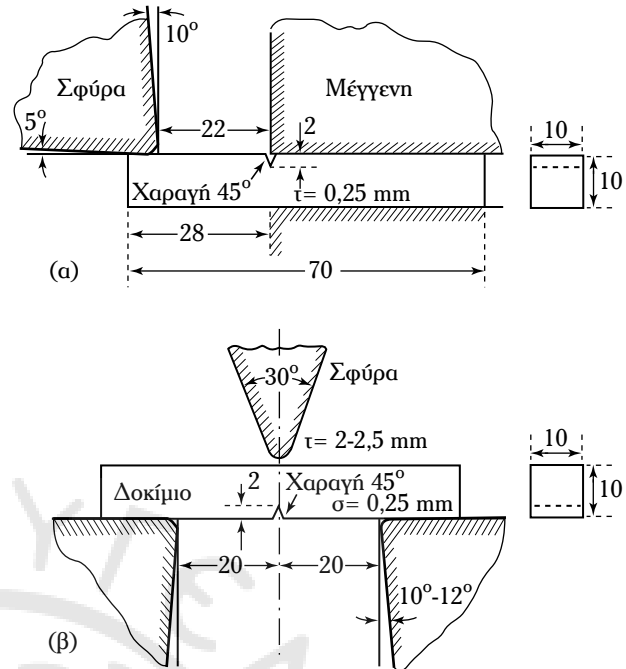 10°
Σφύρα
Μέγγενη
5°
22
2
10
Χαραγή 45°
τ= 0,25 mm
10
28
(α)
70
30°
Σφύρα
τ= 2-2,5 mm
10
Δοκίμιο
2
Χαραγή 45°
σ= 0,25 mm
10
20
20
10°-12°
(β)